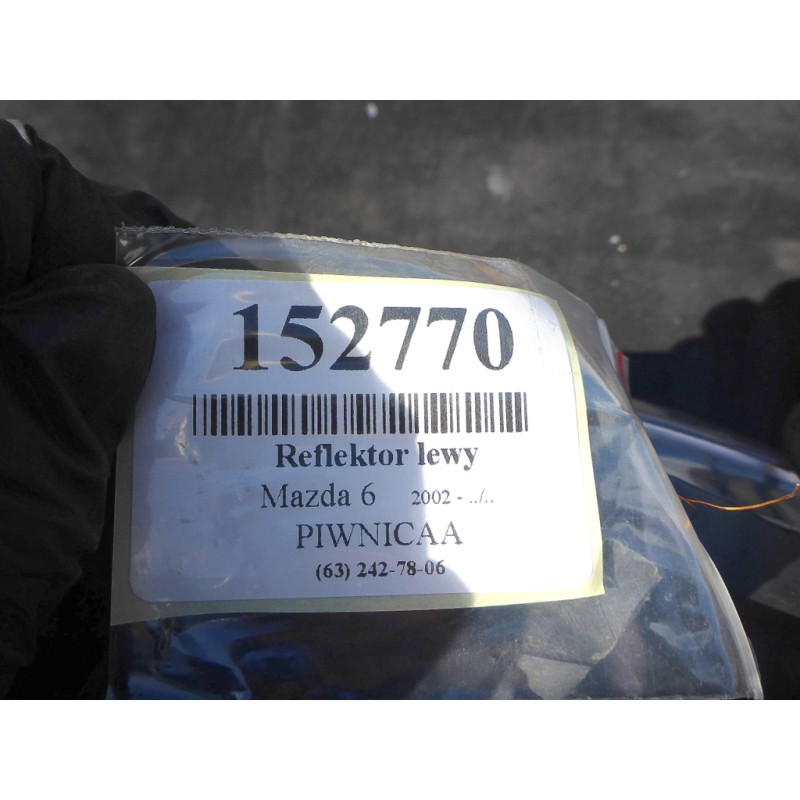 152770
Reflektor lewy
Mazda 6 2002 - ../..
PIWNICAA
(63) 242-78-06